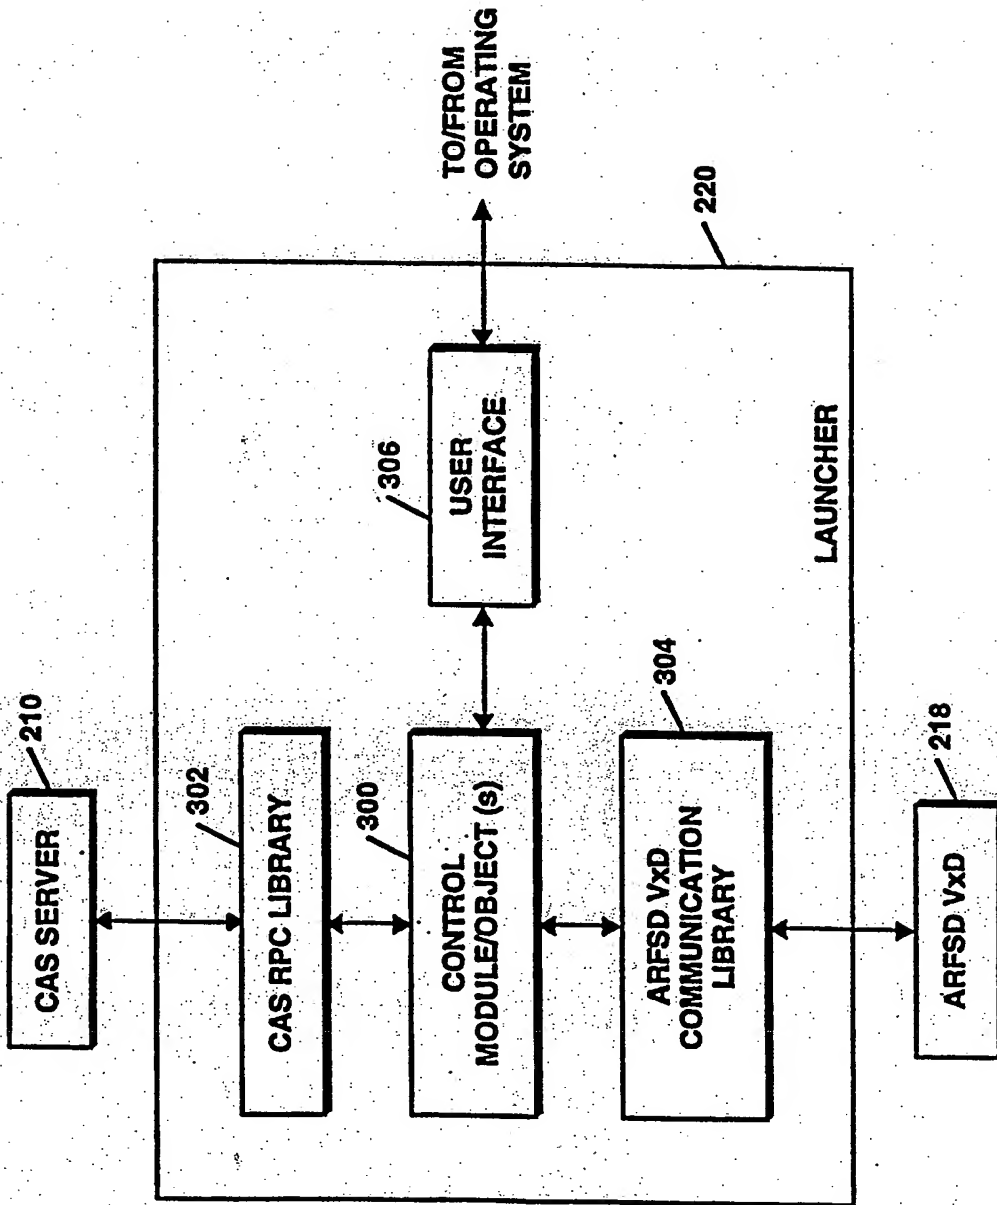 CAS SERVER
210
302
CAS RPC LIBRARY
300
CONTROL
MODULE/OBJECT (s)
304
ARFSD VxD
COMMUNICATION
LIBRARY
218
ARFSD VxD
306
USER
INTERFACE
LAUNCHER
220
TO/FROM
OPERATING
SYSTEM